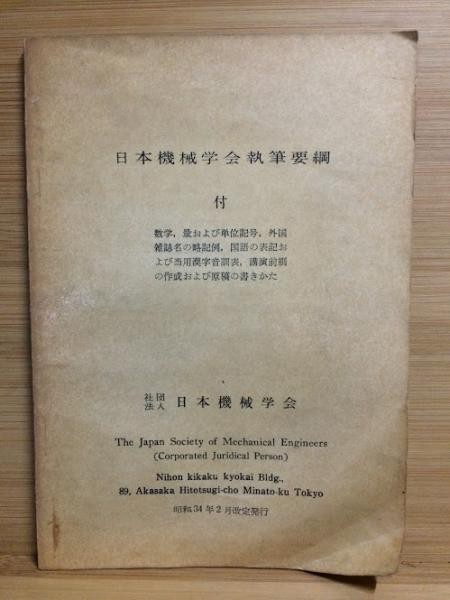 日本機械学会執筆要綱
付
数学，量および単位記号，外国
雑誌名の略記例，国語の表記お
よび当用漢字音訓表，講演前刷
の作成および原稿の書きかた
社団法人 日本機械学会
The Japan Society of Mechanical Engineers
(Corporated Juridical Person)
Nihon kikaku kyokai Bldg.,
89, Akasaka Hitotsugi-cho Minato-ku Tokyo
昭和34年2月改定発行